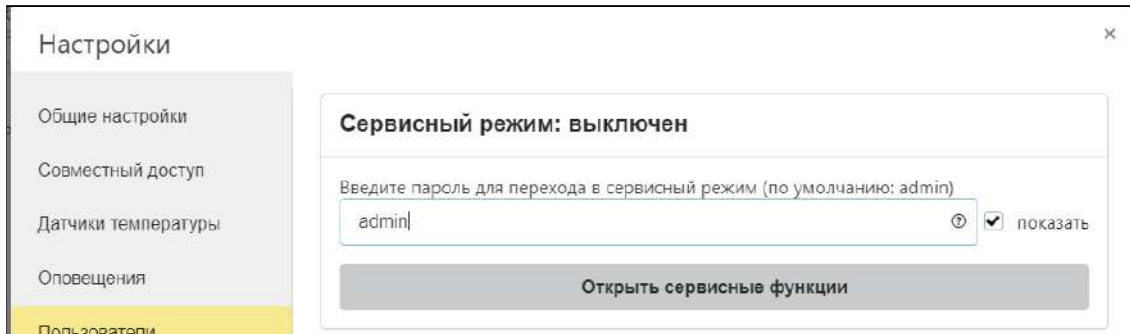 Настройки
Общие настройки
Совместный доступ
Датчики температуры
Оповещения
Пользователи
Сервисный режим: выключен
Введите пароль для перехода в сервисный режим (по умолчанию: admin)
admin
показать
Открыть сервисные функции